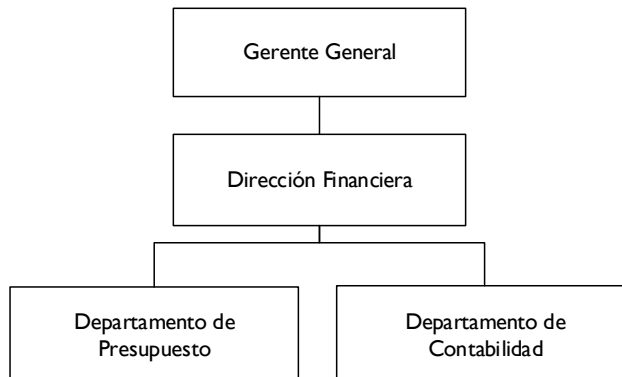 Gerente General
Dirección Financiera
Departamento de
Presupuesto
Departamento de
Contabilidad